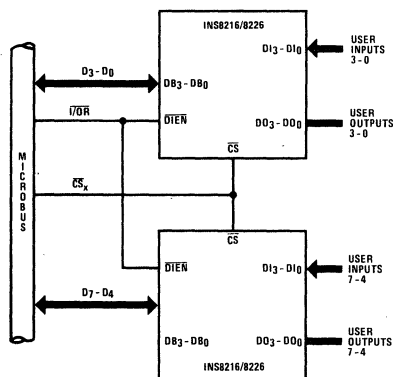 INS8216/8226
DI3-DI0
USER INPUTS 3-0
D3-D0
DB3-DB0
I/OR
DIEN
DO3-DO0
USER OUTPUTS 3-0
CS
MICROBUS
CSx
CS
DIEN
DI3-DI0
USER INPUTS 7-4
D7-D4
DB3-DB0
DO3-DO0
USER OUTPUTS 7-4
INS8216/8226